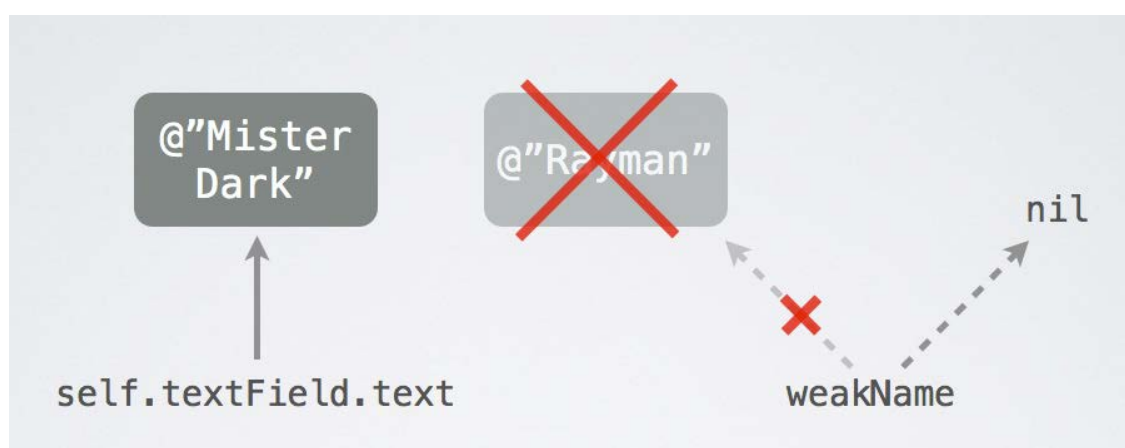 @”Mister
Dark”
@”Rayman”
nil
self.textField.text
weakName